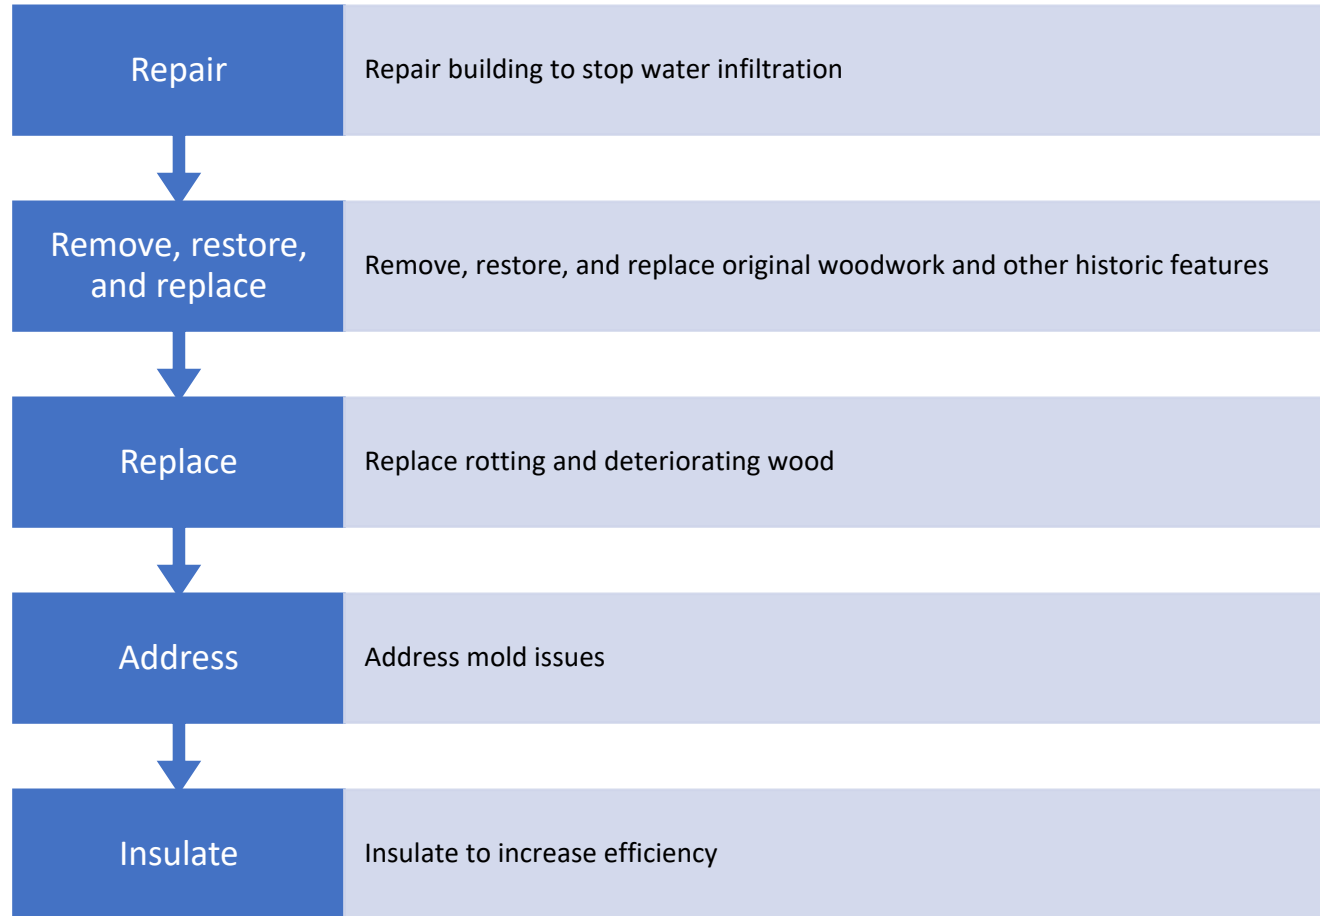 Repair
Repair building to stop water infiltration
Remove, restore,
and replace
Remove, restore, and replace original woodwork and other historic features
Replace
Replace rotting and deteriorating wood
Address
Address mold issues
Insulate
Insulate to increase efficiency